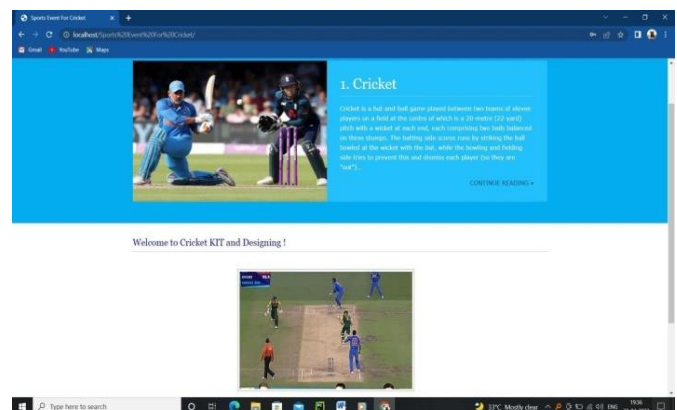 Sports Event For Cricket
localhost/Sports%20Event%20For%20Cricket/
Gmail YouTube Maps
1. Cricket
Cricket is a bat-and-ball game played between two teams of eleven
players on a field at the centre of which is a 20-metre (22-yard)
pitch with a wicket at each end, each comprising two bails balanced
on three stumps. The batting side scores runs by striking the ball
bowled at the wicket with the bat, while the bowling and fielding
side tries to prevent this and dismiss each player (so they are
"out")..
CONTINUE READING »
Welcome to Cricket KIT and Designing !
Type here to search
33°C Mostly clear
ENG
19:36